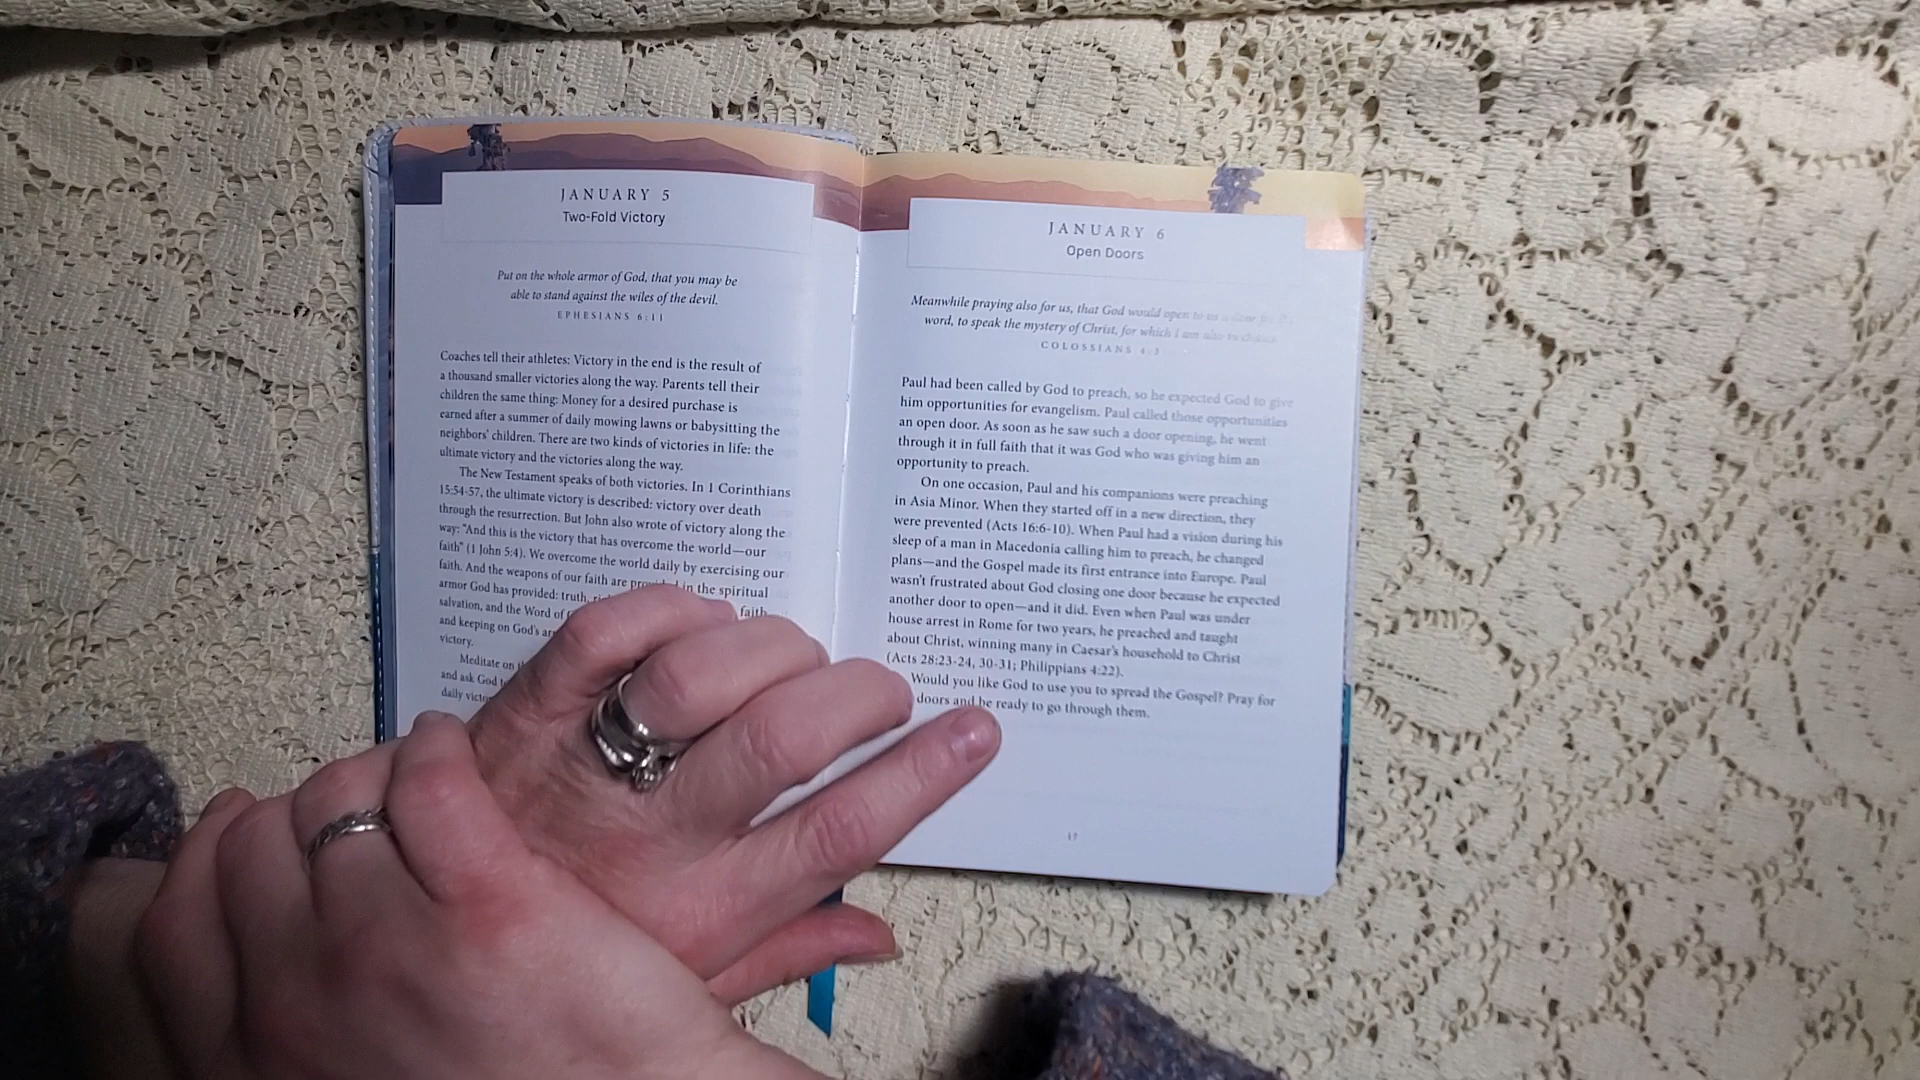 JANUARY 5
Two-Fold Victory
Put on the whole armor of God, that you may be
able to stand against the wiles of the devil.
EPHESIANS 6:11
Coaches tell their athletes: Victory in the end is the result of
a thousand smaller victories along the way. Parents tell their
children the same thing: Money for a desired purchase is
earned after a summer of daily mowing lawns or babysitting the
neighbors' children. There are two kinds of victories in life: the
ultimate victory and the victories along the way.
The New Testament speaks of both victories. In 1 Corinthians
15:54-57, the ultimate victory is described: victory over death
through the resurrection. But John also wrote of victory along the
way: "And this is the victory that has overcome the world—our
faith" (1 John 5:4). We overcome the world daily by exercising our
faith. And the weapons of our faith are in the spiritual
armor God has provided: truth, faith,
salvation, and the Word of
and keeping on God's
victory.
Meditate on
and ask God
daily
JANUARY 6
Open Doors
Meanwhile praying also for us, that God would open to us a door for the
word, to speak the mystery of Christ, for which I am also in chains.
COLOSSIANS 4:3
Paul had been called by God to preach, so he expected God to give
him opportunities for evangelism. Paul called those opportunities
an open door. As soon as he saw such a door opening, he went
through it in full faith that it was God who was giving him an
opportunity to preach.
On one occasion, Paul and his companions were preaching
in Asia Minor. When they started off in a new direction, they
were prevented (Acts 16:6-10). When Paul had a vision during his
sleep of a man in Macedonia calling him to preach, he changed
plans—and the Gospel made its first entrance into Europe. Paul
wasn't frustrated about God closing one door because he expected
another door to open—and it did. Even when Paul was under
house arrest in Rome for two years, he preached and taught
about Christ, winning many in Caesar's household to Christ
(Acts 28:23-24, 30-31; Philippians 4:22).
Would you like God to use you to spread the Gospel? Pray for
doors and be ready to go through them.
17